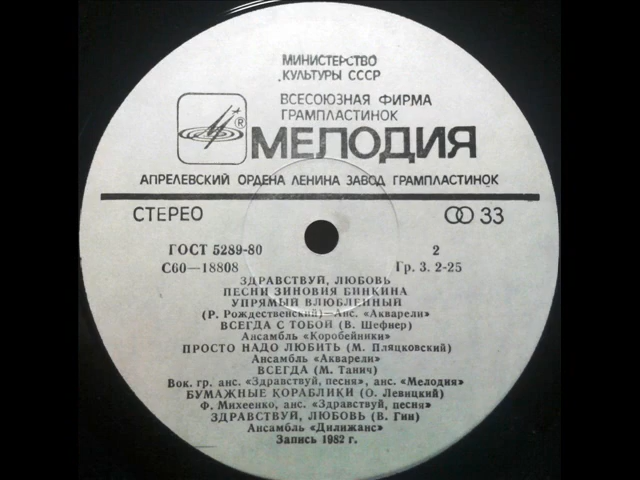 МИНИСТЕРСТВО
КУЛЬТУРЫ СССР
ВСЕСОЮЗНАЯ ФИРМА
ГРАМПЛАСТИНОК
®
МЕЛОДИЯ
АПРЕЛЕВСКИЙ ОРДЕНА ЛЕНИНА ЗАВОД ГРАМПЛАСТИНОК
СТЕРЕО 33
ГОСТ 5289-80 2
С60—18808 Гр. 3. 2-25
ЗДРАВСТВУЙ, ЛЮБОВЬ
ПЕСНИ ЗИНОВИЯ БИНКИНА
УПРЯМЫЙ ВЛЮБЛЕННЫЙ
(Р. Рождественский)—Анс. «Акварели»
ВСЕГДА С ТОБОЙ (В. Шефнер)
Ансамбль «Коробейники»
ПРОСТО НАДО ЛЮБИТЬ (М. Пляцковский)
Ансамбль «Акварели»
ВСЕГДА (М. Танич)
Вок. гр. анс. «Здравствуй, песня», анс. «Мелодия»
БУМАЖНЫЕ КОРАБЛИКИ (О. Левицкий)
Ф. Михеенко, анс. «Здравствуй, песня»
ЗДРАВСТВУЙ, ЛЮБОВЬ (В. Гин)
Ансамбль «Дилижанс»
Запись 1982 г.